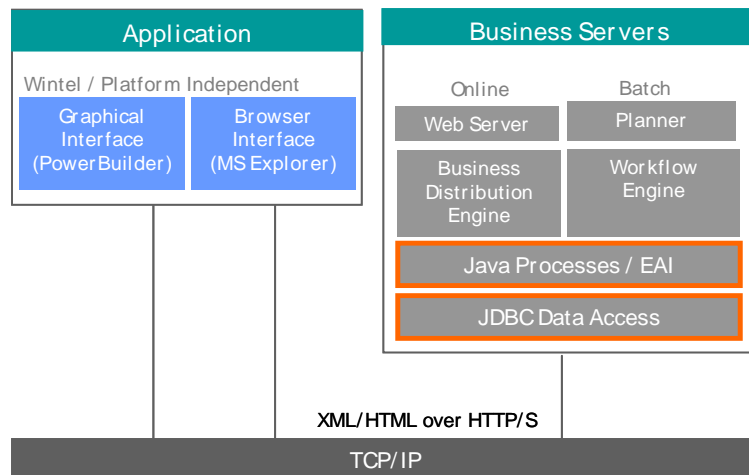 Application
Wintel / Platform Independent
Graphical
Interface
(PowerBuilder)
Browser
Interface
(MS Explorer)
Business Servers
Online
Batch
Web Server
Planner
Business
Distribution
Engine
Workflow
Engine
Java Processes / EAI
JDBC Data Access
XML/HTML over HTTP/S
TCP/IP